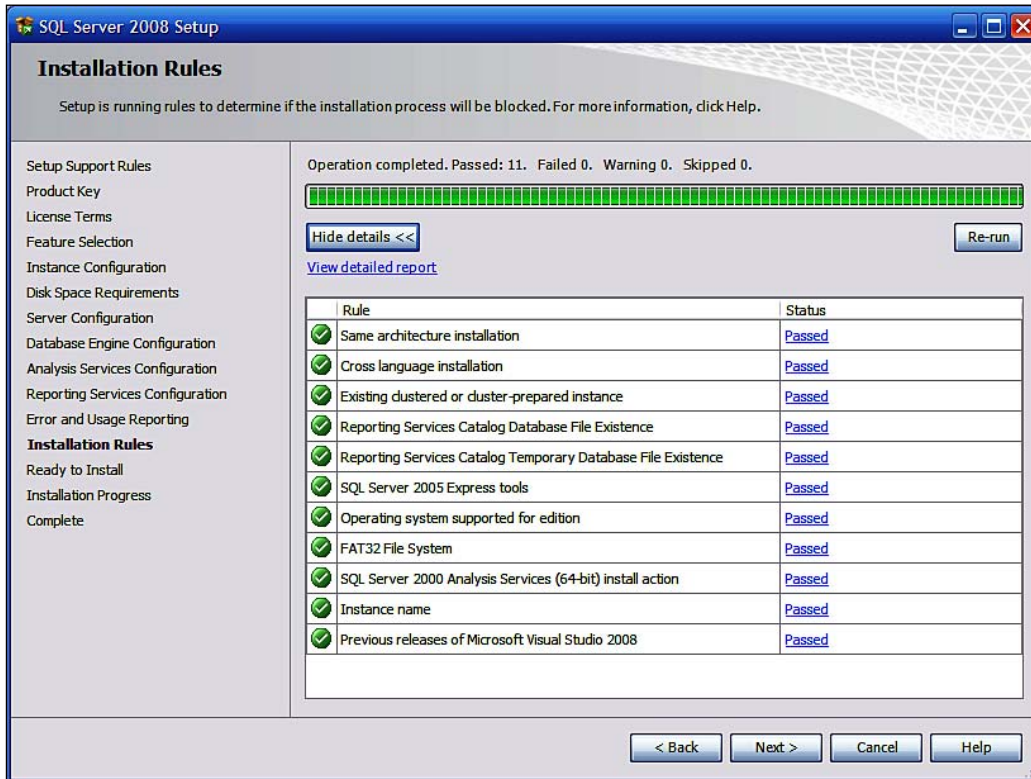 SQL Server 2008 Setup
Installation Rules
Setup is running rules to determine if the installation process will be blocked. For more information, click Help.
Setup Support Rules
Product Key
License Terms
Feature Selection
Instance Configuration
Disk Space Requirements
Server Configuration
Database Engine Configuration
Analysis Services Configuration
Reporting Services Configuration
Error and Usage Reporting
Installation Rules
Ready to Install
Installation Progress
Complete
Operation completed. Passed: 11. Failed 0. Warning 0. Skipped 0.
Hide details << Re-run
View detailed report
Rule Status
Same architecture installation Passed
Cross language installation Passed
Existing clustered or cluster-prepared instance Passed
Reporting Services Catalog Database File Existence Passed
Reporting Services Catalog Temporary Database File Existence Passed
SQL Server 2005 Express tools Passed
Operating system supported for edition Passed
FAT32 File System Passed
SQL Server 2000 Analysis Services (64-bit) install action Passed
Instance name Passed
Previous releases of Microsoft Visual Studio 2008 Passed
< Back Next > Cancel Help